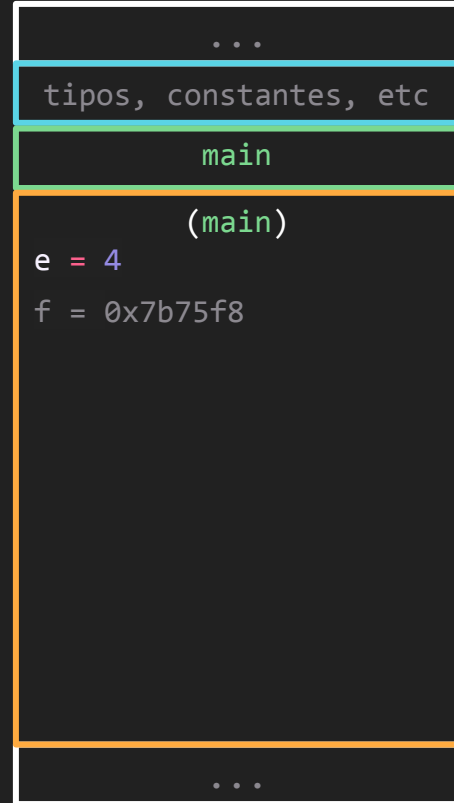 ...
tipos, constantes, etc
main
(main)
e = 4
f = 0x7b75f8
...